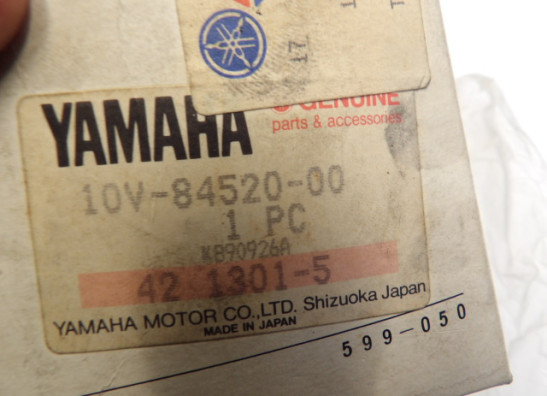 17
YAMAHA
GENUINE
parts & accessories
10V-84520-00
1 PC
K890926A
42 1301-5
YAMAHA MOTOR CO.,LTD. Shizuoka Japan
MADE IN JAPAN
599-050